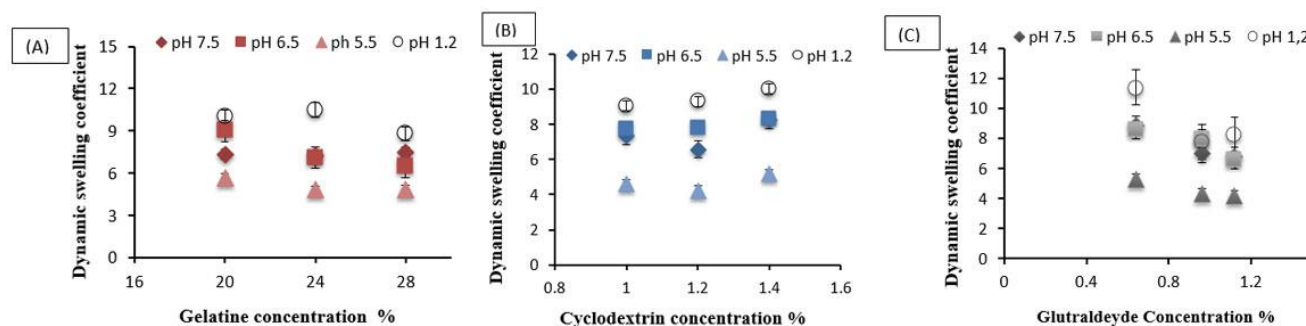 (A)
pH 7.5 pH 6.5 ph 5.5 pH 1.2
Dynamic swelling coefficient
15
12
9
6
3
0
16 20 24 28
Gelatine concentration %
(B)
pH 7.5 pH 6.5 pH 5.5 pH 1.2
Dynamic swelling coefficient
12
10
8
6
4
2
0
0.8 1 1.2 1.4 1.6
Cyclodextrin concentration %
(C)
pH 7.5 pH 6.5 pH 5.5 pH 1,2
Dynamic swelling coefficient
14
12
10
8
6
4
2
0
0 0.4 0.8 1.2
Glutraldeyde Concentration %